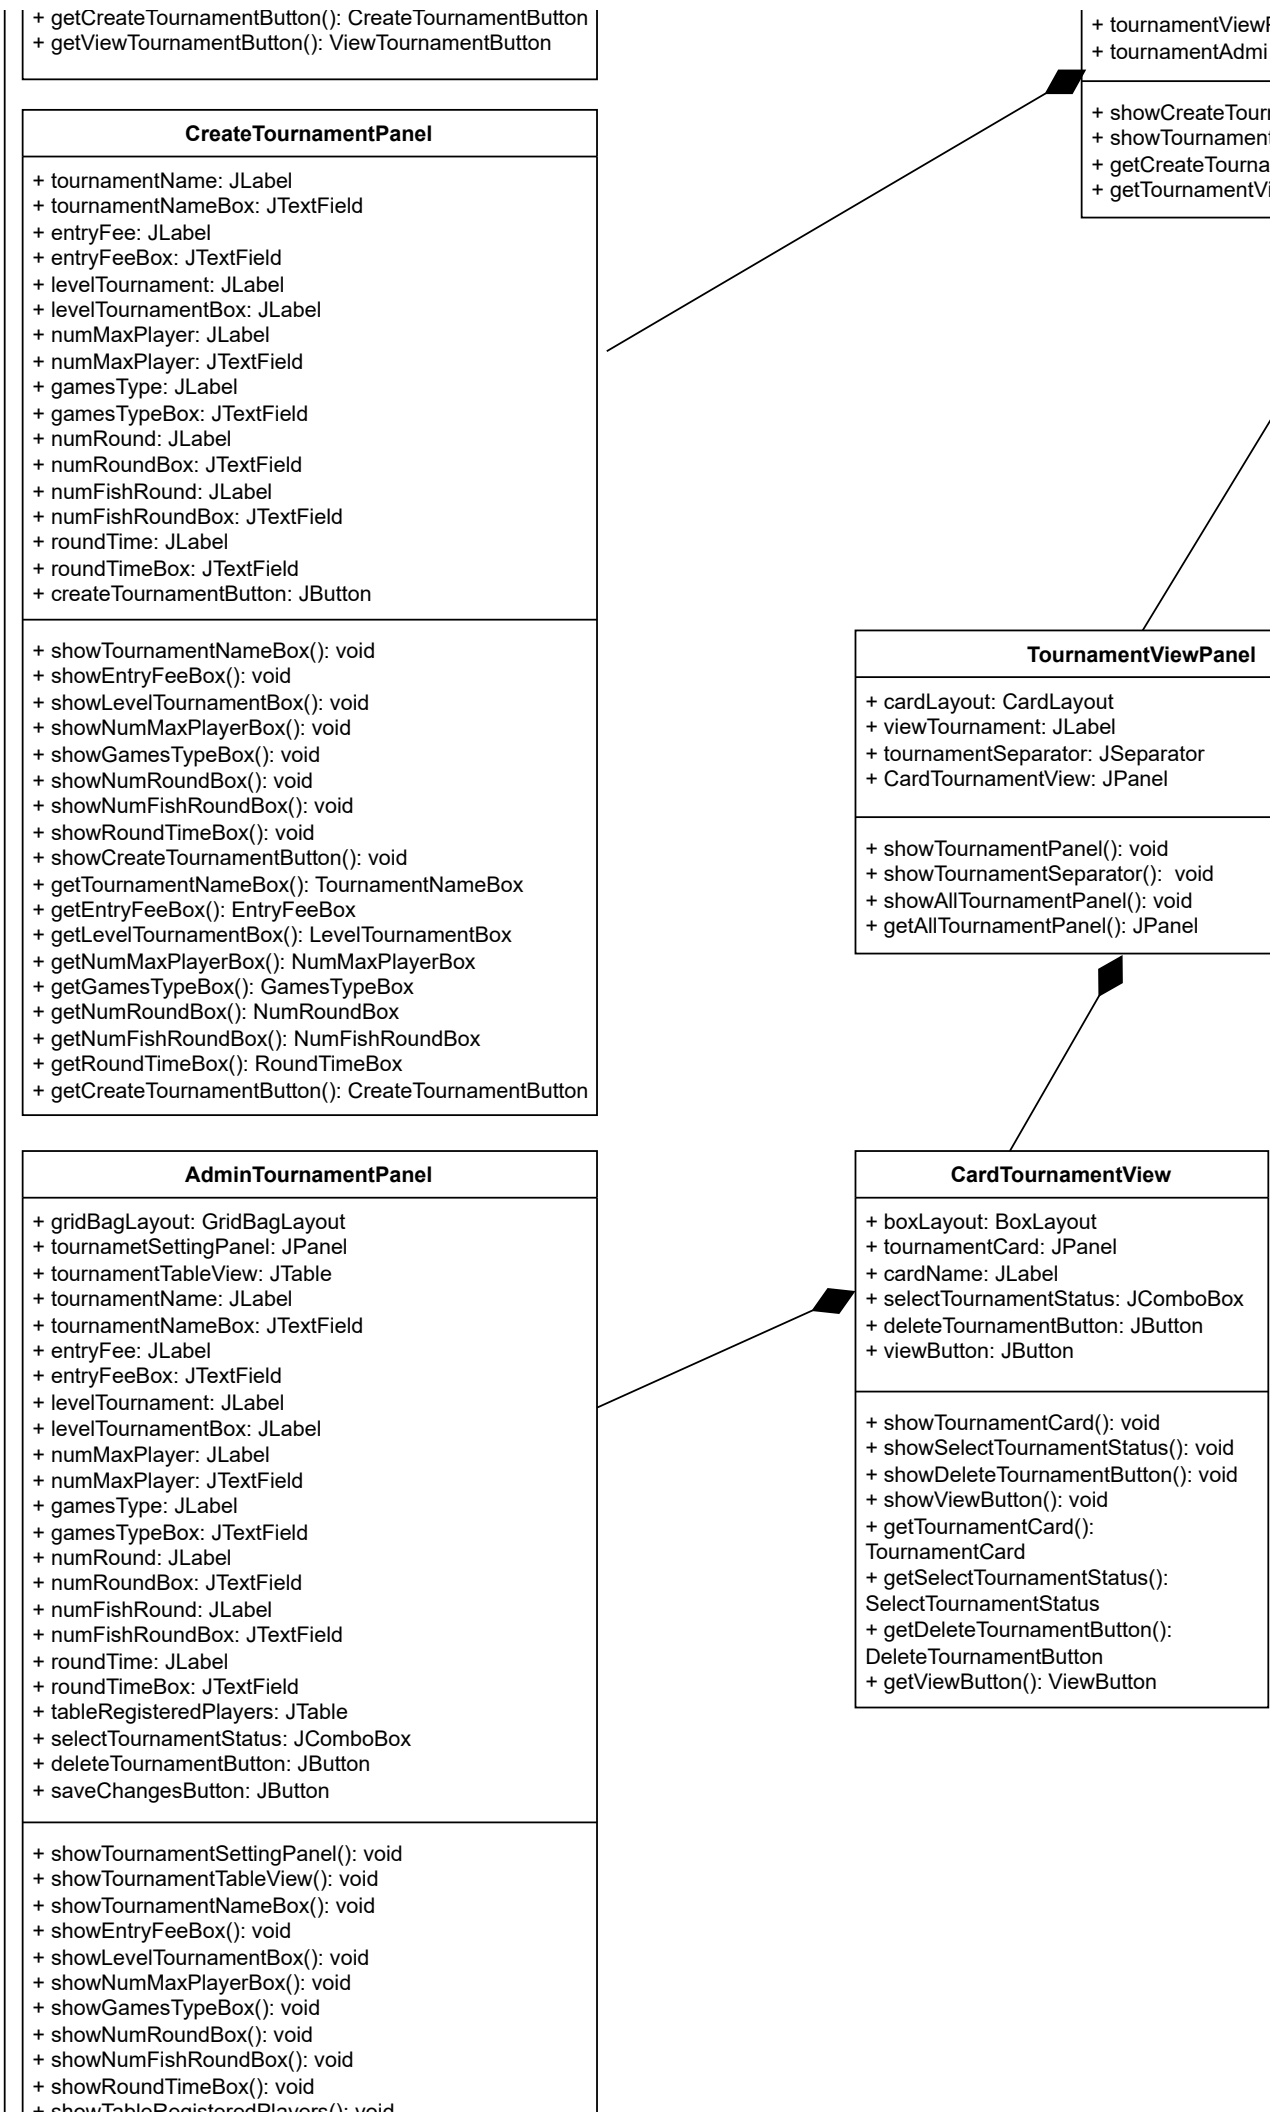 + getCreateTournamentButton(): CreateTournamentButton
+ getViewTournamentButton(): ViewTournamentButton
CreateTournamentPanel
+ tournamentName: JLabel
+ tournamentNameBox: JTextField
+ entryFee: JLabel
+ entryFeeBox: JTextField
+ levelTournament: JLabel
+ levelTournamentBox: JLabel
+ numMaxPlayer: JLabel
+ numMaxPlayer: JTextField
+ gamesType: JLabel
+ gamesTypeBox: JTextField
+ numRound: JLabel
+ numRoundBox: JTextField
+ numFishRound: JLabel
+ numFishRoundBox: JTextField
+ roundTime: JLabel
+ roundTimeBox: JTextField
+ createTournamentButton: JButton
+ showTournamentNameBox(): void
+ showEntryFeeBox(): void
+ showLevelTournamentBox(): void
+ showNumMaxPlayerBox(): void
+ showGamesTypeBox(): void
+ showNumRoundBox(): void
+ showNumFishRoundBox(): void
+ showRoundTimeBox(): void
+ showCreateTournamentButton(): void
+ getTournamentNameBox(): TournamentNameBox
+ getEntryFeeBox(): EntryFeeBox
+ getLevelTournamentBox(): LevelTournamentBox
+ getNumMaxPlayerBox(): NumMaxPlayerBox
+ getGamesTypeBox(): GamesTypeBox
+ getNumRoundBox(): NumRoundBox
+ getNumFishRoundBox(): NumFishRoundBox
+ getRoundTimeBox(): RoundTimeBox
+ getCreateTournamentButton(): CreateTournamentButton
AdminTournamentPanel
+ gridBagLayout: GridBagLayout
+ tournametSettingPanel: JPanel
+ tournamentTableView: JTable
+ tournamentName: JLabel
+ tournamentNameBox: JTextField
+ entryFee: JLabel
+ entryFeeBox: JTextField
+ levelTournament: JLabel
+ levelTournamentBox: JLabel
+ numMaxPlayer: JLabel
+ numMaxPlayer: JTextField
+ gamesType: JLabel
+ gamesTypeBox: JTextField
+ numRound: JLabel
+ numRoundBox: JTextField
+ numFishRound: JLabel
+ numFishRoundBox: JTextField
+ roundTime: JLabel
+ roundTimeBox: JTextField
+ tableRegisteredPlayers: JTable
+ selectTournamentStatus: JComboBox
+ deleteTournamentButton: JButton
+ saveChangesButton: JButton
+ showTournamentSettingPanel(): void
+ showTournamentTableView(): void
+ showTournamentNameBox(): void
+ showEntryFeeBox(): void
+ showLevelTournamentBox(): void
+ showNumMaxPlayerBox(): void
+ showGamesTypeBox(): void
+ showNumRoundBox(): void
+ showNumFishRoundBox(): void
+ showRoundTimeBox(): void
+ showTableRegisteredPlayers(): void
+ tournamentView
+ tournamentAdmi
+ showCreateTour
+ showTournament
+ getCreateTourna
+ getTournamentVi
TournamentViewPanel
+ cardLayout: CardLayout
+ viewTournament: JLabel
+ tournamentSeparator: JSeparator
+ CardTournamentView: JPanel
+ showTournamentPanel(): void
+ showTournamentSeparator():  void
+ showAllTournamentPanel(): void
+ getAllTournamentPanel(): JPanel
CardTournamentView
+ boxLayout: BoxLayout
+ tournamentCard: JPanel
+ cardName: JLabel
+ selectTournamentStatus: JComboBox
+ deleteTournamentButton: JButton
+ viewButton: JButton
+ showTournamentCard(): void
+ showSelectTournamentStatus(): void
+ showDeleteTournamentButton(): void
+ showViewButton(): void
+ getTournamentCard():
TournamentCard
+ getSelectTournamentStatus():
SelectTournamentStatus
+ getDeleteTournamentButton():
DeleteTournamentButton
+ getViewButton(): ViewButton